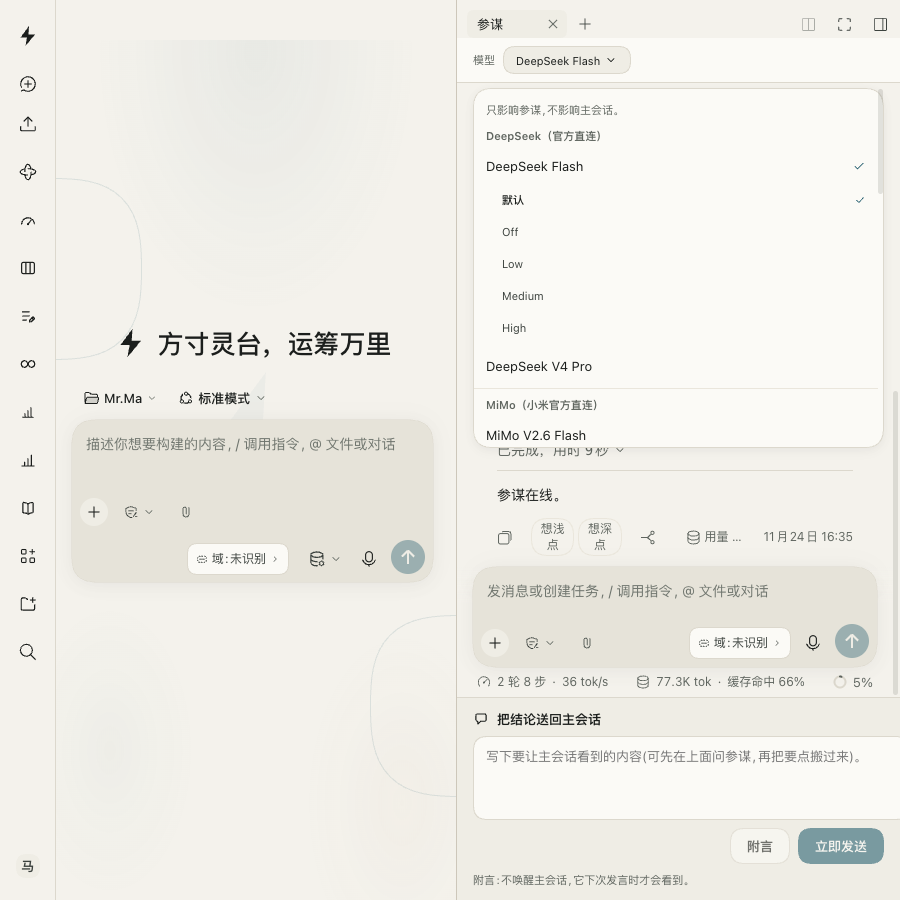 参谋
模型
DeepSeek Flash
只影响参谋,不影响主会话。
DeepSeek（官方直连）
DeepSeek Flash
默认
Off
Low
Medium
High
DeepSeek V4 Pro
MiMo（小米官方直连）
MiMo V2.6 Flash
方寸灵台，运筹万里
Mr.Ma
标准模式
描述你想要构建的内容, / 调用指令, @ 文件或对话
域:未识别
已完成，用时 9 秒
参谋在线。
想浅点
想深点
用量 ...
11月24日 16:35
发消息或创建任务, / 调用指令, @ 文件或对话
域:未识别
2 轮 8 步 · 36 tok/s
77.3K tok · 缓存命中 66%
5%
把结论送回主会话
写下要让主会话看到的内容(可先在上面问参谋,再把要点搬过来)。
附言
立即发送
附言:不唤醒主会话,它下次发言时才会看到。
马